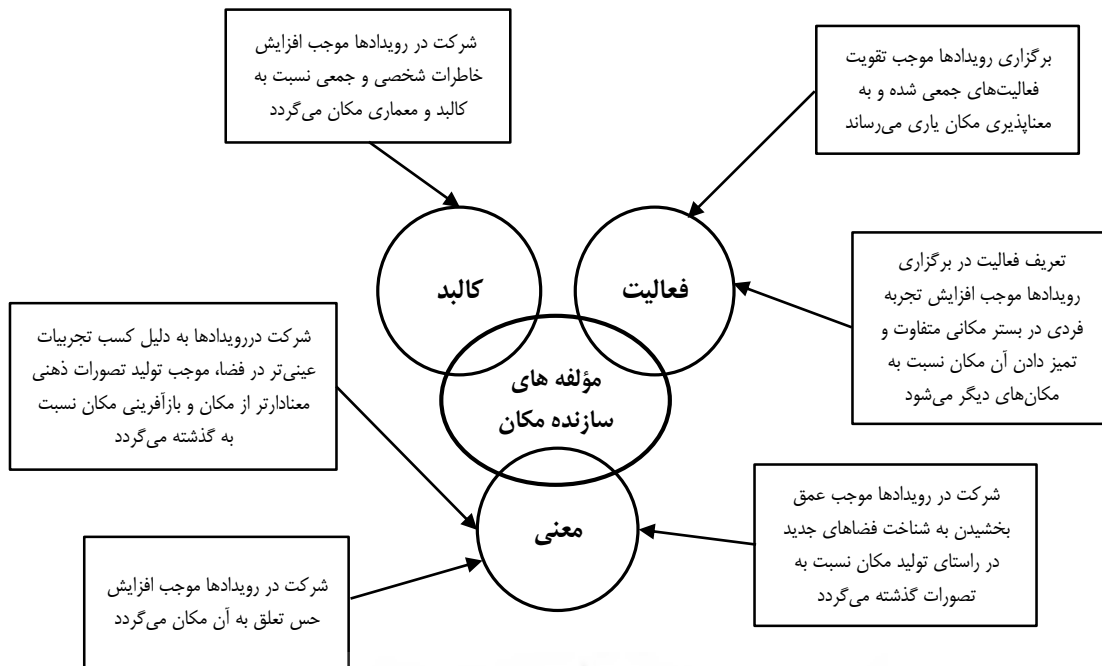 شرکت در رویدادها موجب افزایش
خاطرات شخصی و جمعی نسبت به
کالبد و معماری مکان می‌گردد
برگزاری رویدادها موجب تقویت
فعالیت‌های جمعی شده و به
معناپذیری مکان یاری می‌رساند
تعریف فعالیت در برگزاری
رویدادها موجب افزایش تجربه
فردی در بستر مکانی متفاوت و
تمیز دادن آن مکان نسبت به
مکان‌های دیگر می‌شود
فعالیت
کالبد
مؤلفه های
سازنده مکان
معنی
شرکت دررویدادها به دلیل کسب تجربیات
عینی‌تر در فضا، موجب تولید تصورات ذهنی
معنادارتر از مکان و بازآفرینی مکان نسبت
به گذشته می‌گردد
شرکت در رویدادها موجب عمق
بخشیدن به شناخت فضاهای جدید
در راستای تولید مکان نسبت به
تصورات گذشته می‌گردد
شرکت در رویدادها موجب افزایش
حس تعلق به آن مکان می‌گردد